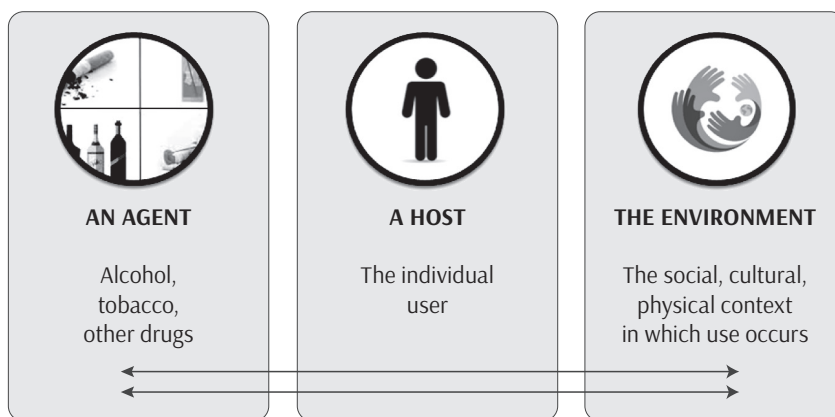 AN AGENT
Alcohol,
tobacco,
other drugs
A HOST
The individual
user
THE ENVIRONMENT
The social, cultural,
physical context
in which use occurs